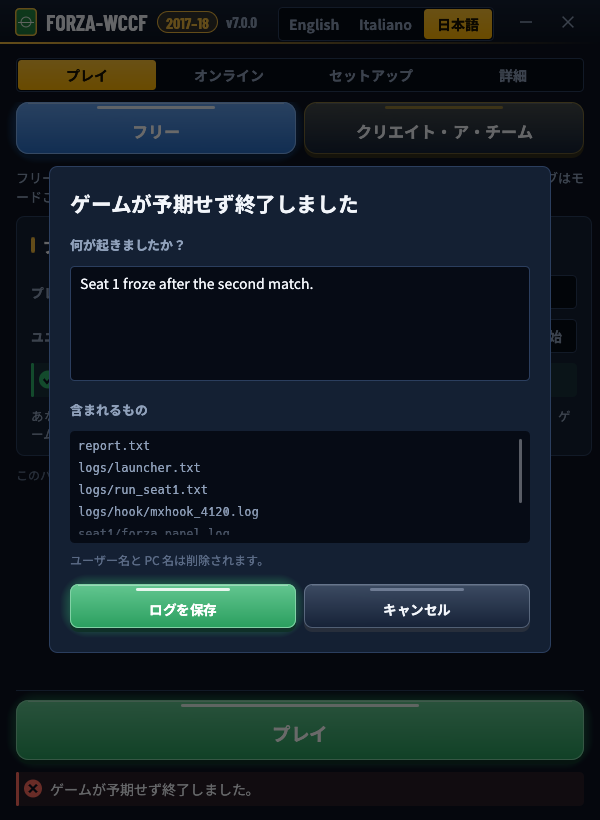 FORZA-WCCF 2017-18 v7.0.0 English Italiano 日本語
プレイ オンライン セットアップ 詳細
フリー クリエイト・ア・チーム
ゲームが予期せず終了しました
何が起きましたか？
Seat 1 froze after the second match.
含まれるもの
report.txt
logs/launcher.txt
logs/run_seat1.txt
logs/hook/mxhook_4120.log
seat1/forza_panel.log
ユーザー名と PC 名は削除されます。
ログを保存 キャンセル
プレイ
ゲームが予期せず終了しました。